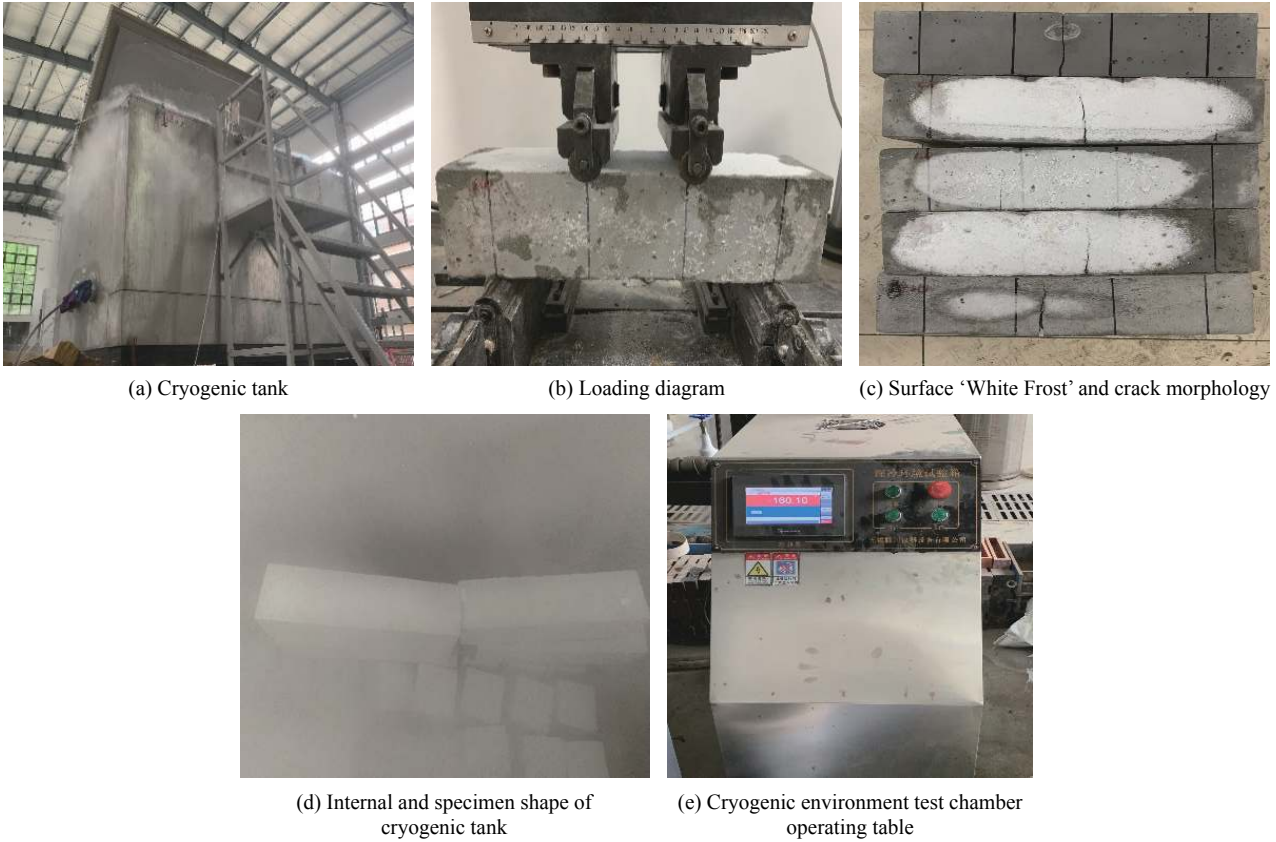 (a) Cryogenic tank
(b) Loading diagram
(c) Surface ‘White Frost’ and crack morphology
160.10
(d) Internal and specimen shape of
cryogenic tank
(e) Cryogenic environment test chamber
operating table